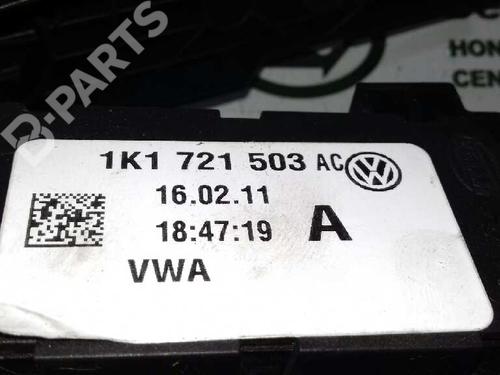 B-PARTS
HON
CEN
1K1 721 503 AC
16.02.11
18:47:19 A
VWA